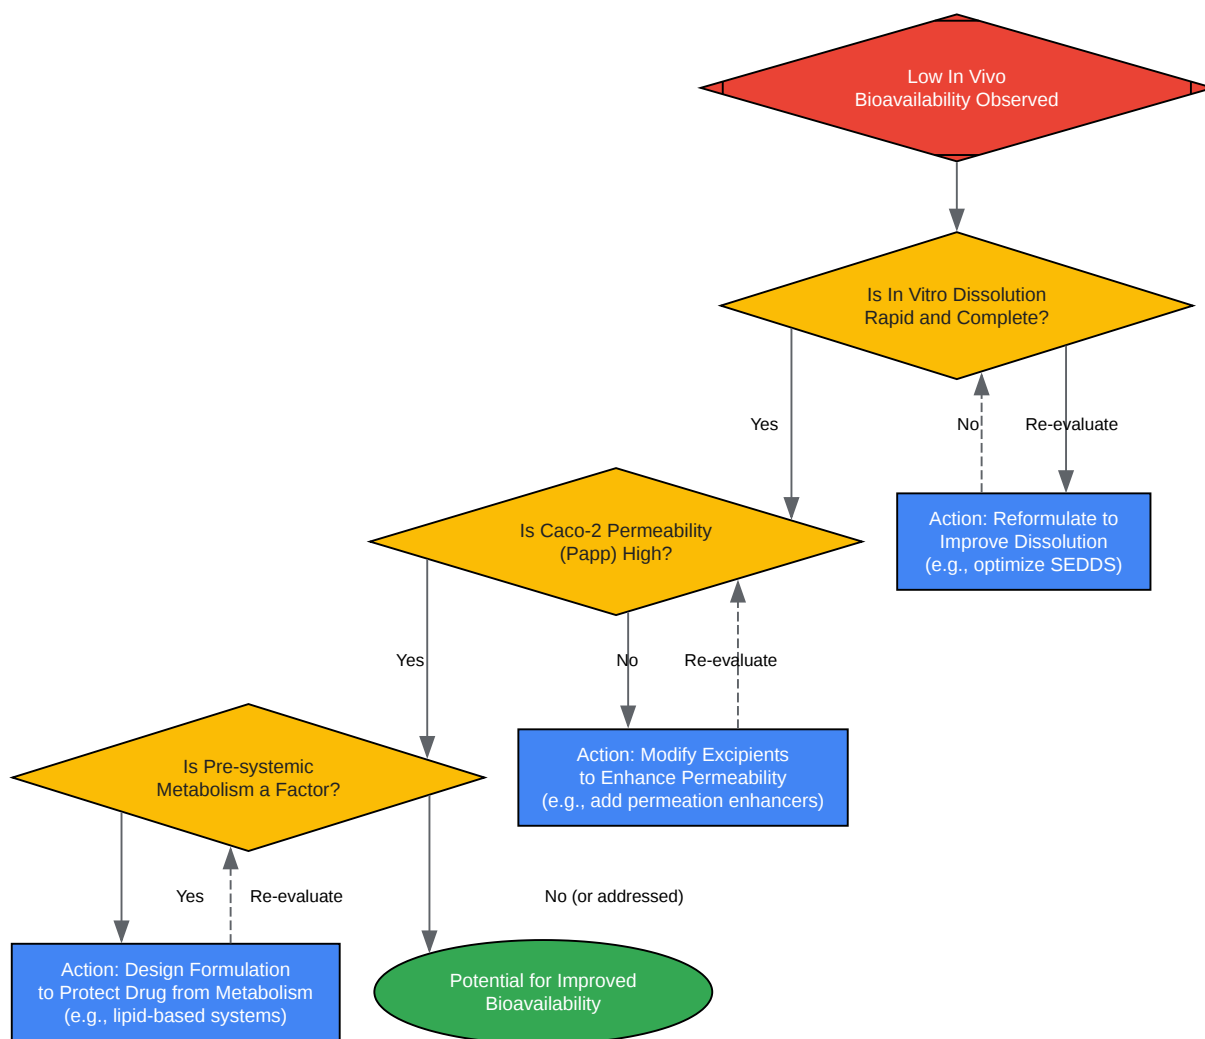 Low In Vivo
Bioavailability Observed
Is In Vitro Dissolution
Rapid and Complete?
Yes
No
Re-evaluate
Is Caco-2 Permeability
(Papp) High?
Action: Reformulate to
Improve Dissolution
(e.g., optimize SEDDS)
Yes
No
Re-evaluate
Is Pre-systemic
Metabolism a Factor?
Action: Modify Excipients
to Enhance Permeability
(e.g., add permeation enhancers)
Yes
Re-evaluate
No (or addressed)
Action: Design Formulation
to Protect Drug from Metabolism
(e.g., lipid-based systems)
Potential for Improved
Bioavailability